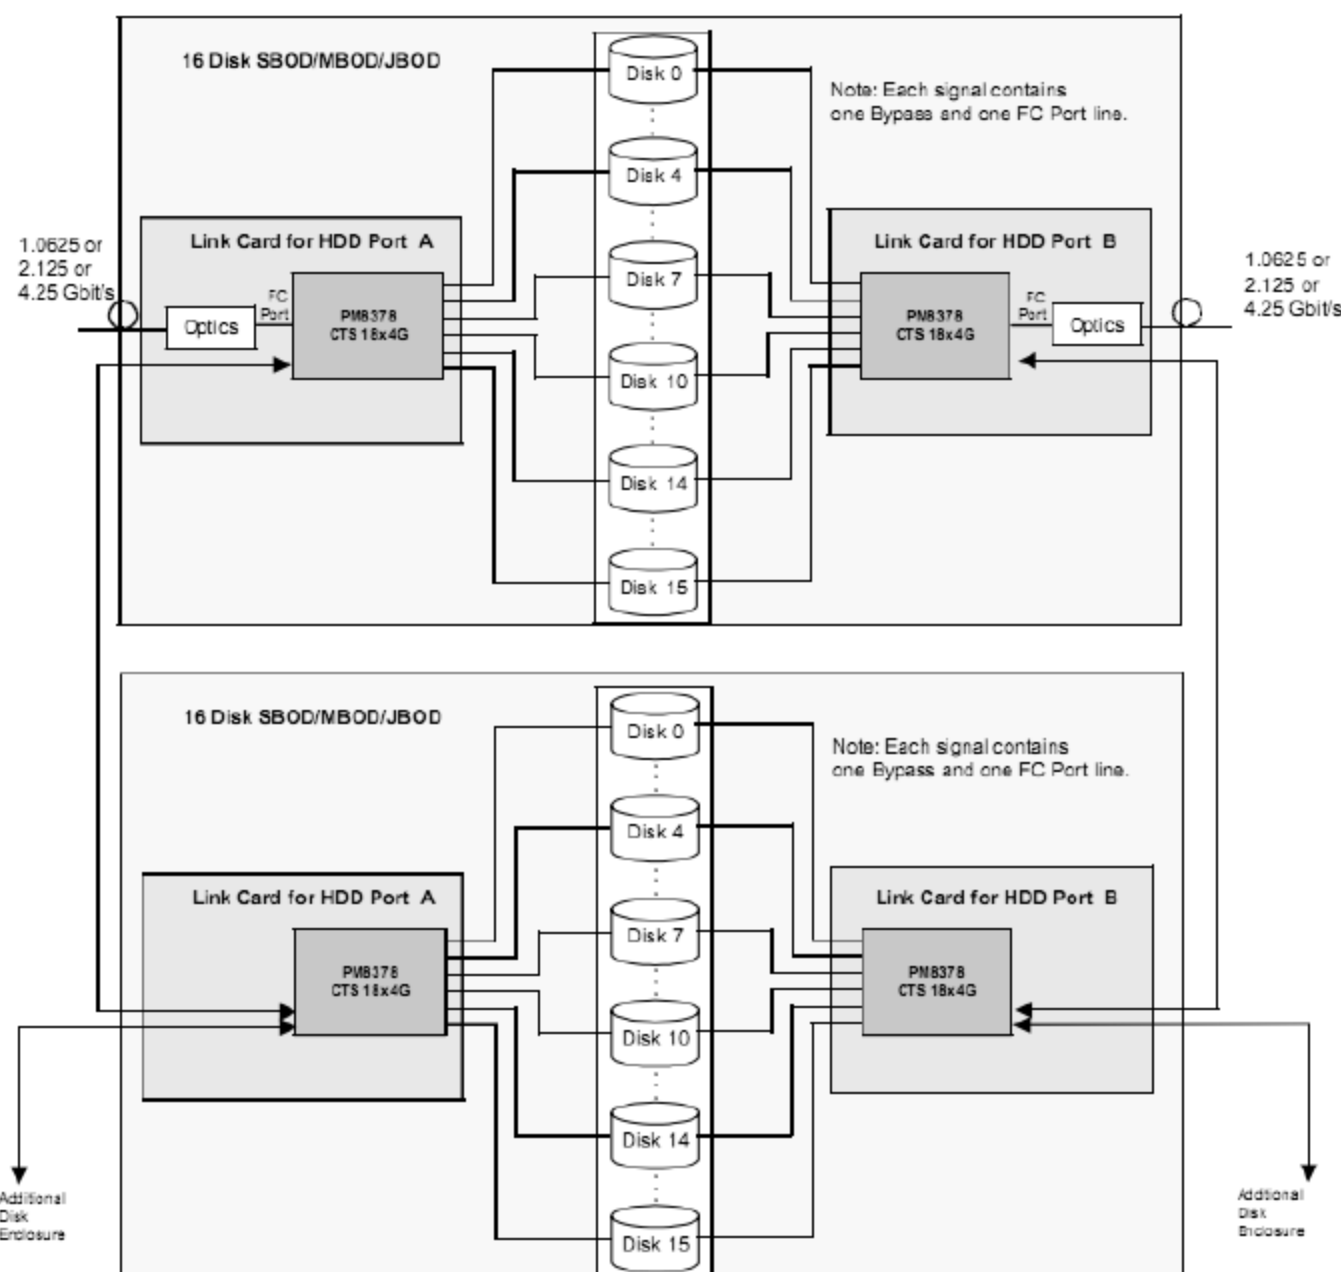 16 Disk SBOD/MBOD/JBOD
Disk 0
Note: Each signal contains
one Bypass and one FC Port line.
Disk 4
Link Card for HDD Port A
Link Card for HDD Port B
1.0625 or
2.125 or
4.25 Gbit/s
1.0625 or
2.125 or
4.25 Gbit/s
Disk 7
FC
Port
Optics
PM8378
CTS 18x4G
PM8378
CTS 18x4G
FC
Port
Optics
Disk 10
Disk 14
Disk 15
16 Disk SBOD/MBOD/JBOD
Disk 0
Note: Each signal contains
one Bypass and one FC Port line.
Disk 4
Link Card for HDD Port A
Link Card for HDD Port B
Disk 7
PM8378
CTS 18x4G
PM8378
CTS 18x4G
Disk 10
Disk 14
Disk 15
Additional
Disk
Enclosure
Addtional
Disk
Enclosure